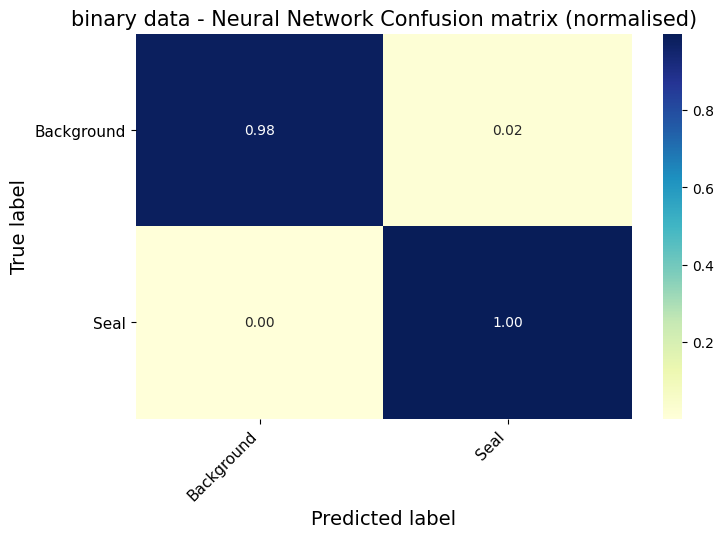 binary data - Neural Network Confusion matrix (normalised)
Background
0.98
0.02
Seal
0.00
1.00
True label
Background
Seal
Predicted label
0.8
0.6
0.4
0.2